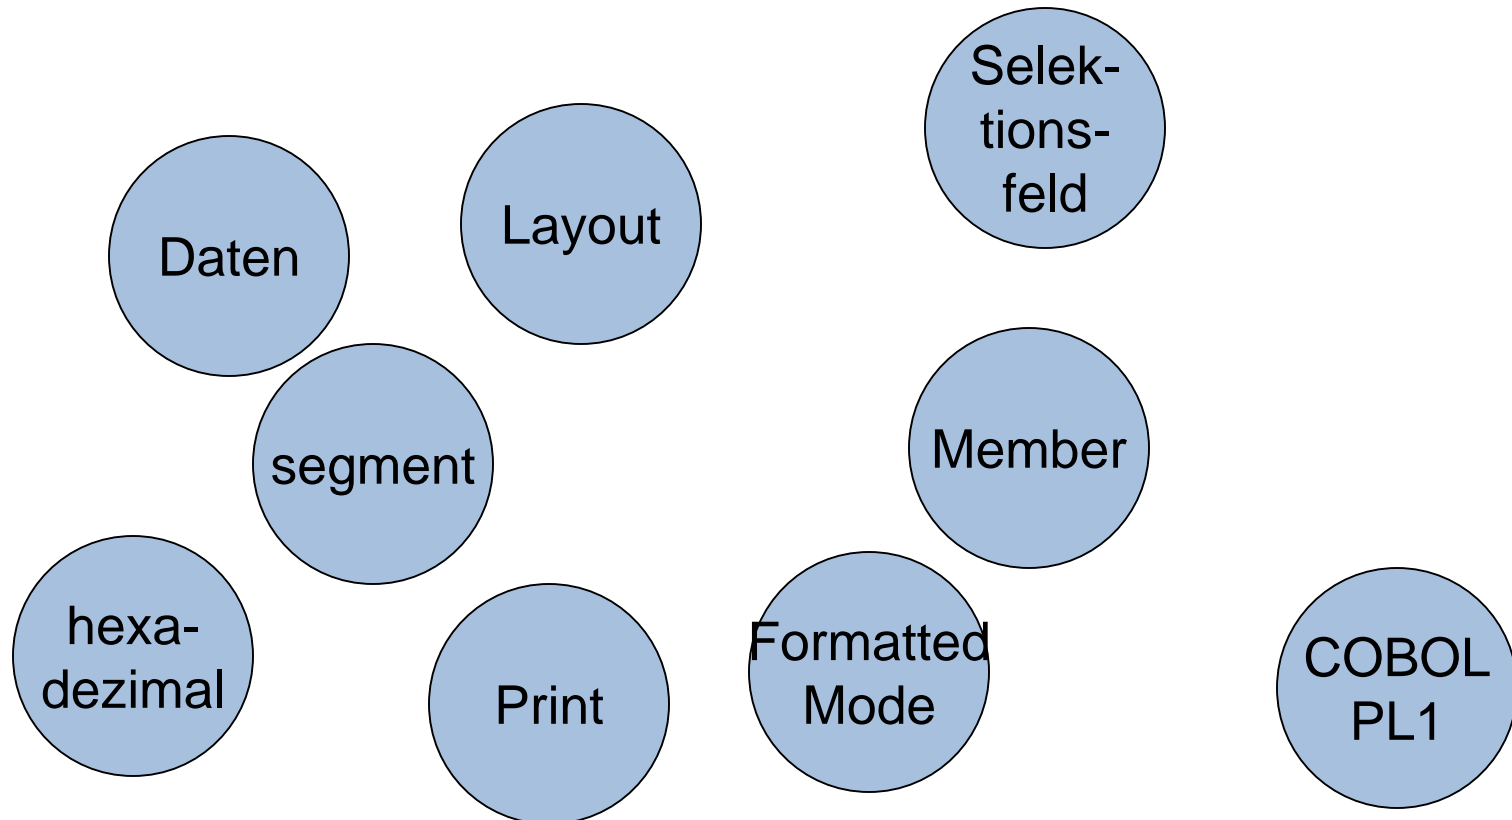 Selek-
tions-
feld
Layout
Daten
Member
segment
hexa-
dezimal
Formatted
Mode
COBOL
PL1
Print